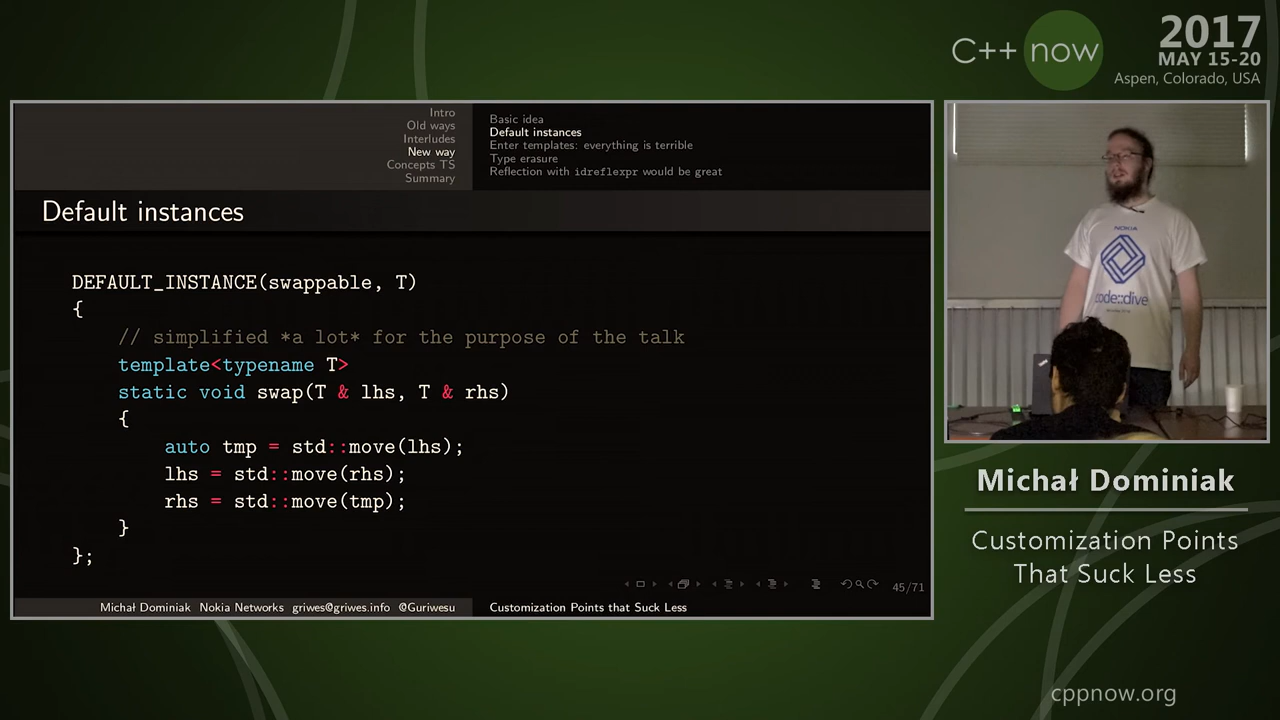 C++ now
2017
MAY 15-20
Aspen, Colorado, USA
Intro
Old ways
Interludes
New way
Concepts TS
Summary
Basic idea
Default instances
Enter templates: everything is terrible
Type erasure
Reflection with idreflexpr would be great
Default instances
DEFAULT_INSTANCE(swappable, T)
{
// simplified *a lot* for the purpose of the talk
template<typename T>
static void swap(T & lhs, T & rhs)
{
auto tmp = std::move(lhs);
lhs = std::move(rhs);
rhs = std::move(tmp);
}
};
45/71
Michał Dominiak Nokia Networks griwes@griwes.info @Guriwesu
Customization Points that Suck Less
NOKIA
code::dive
Michał Dominiak
Customization Points
That Suck Less
cppnow.org